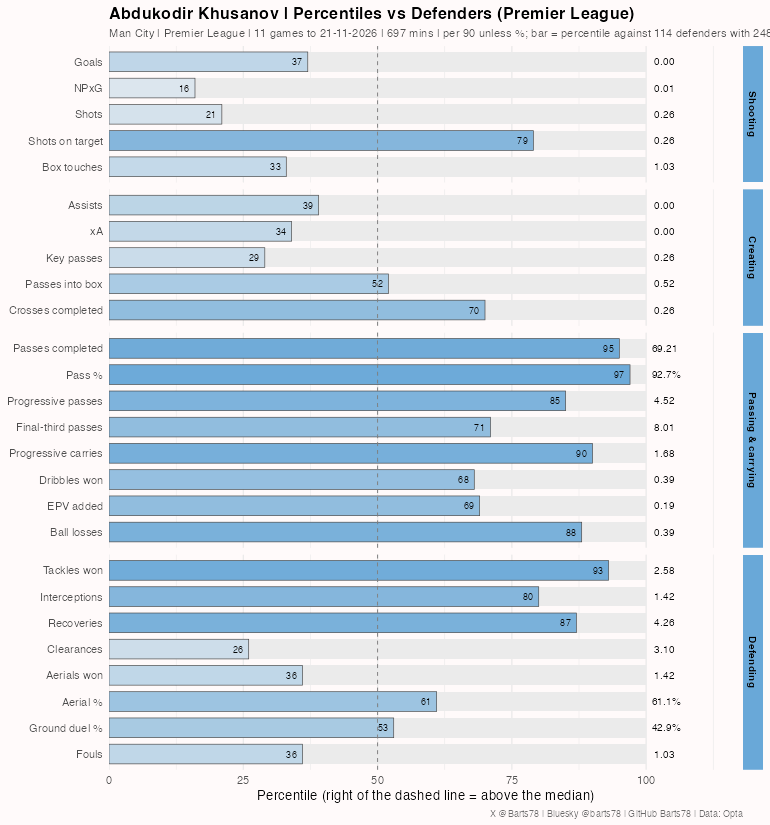 Abdukodir Khusanov | Percentiles vs Defenders (Premier League)
Man City | Premier League | 11 games to 21-11-2026 | 697 mins | per 90 unless %; bar = percentile against 114 defenders with 248
Goals 37 0.00
NPxG 16 0.01
Shots 21 0.26
Shots on target 79 0.26
Box touches 33 1.03
Shooting
Assists 39 0.00
xA 34 0.00
Key passes 29 0.26
Passes into box 52 0.52
Crosses completed 70 0.26
Creating
Passes completed 95 69.21
Pass % 97 92.7%
Progressive passes 85 4.52
Final-third passes 71 8.01
Progressive carries 90 1.68
Dribbles won 68 0.39
EPV added 69 0.19
Ball losses 88 0.39
Passing & carrying
Tackles won 93 2.58
Interceptions 80 1.42
Recoveries 87 4.26
Clearances 26 3.10
Aerials won 36 1.42
Aerial % 61 61.1%
Ground duel % 53 42.9%
Fouls 36 1.03
Defending
0 25 50 75 100
Percentile (right of the dashed line = above the median)
X @Barts78 | Bluesky @barts78 | GitHub Barts78 | Data: Opta